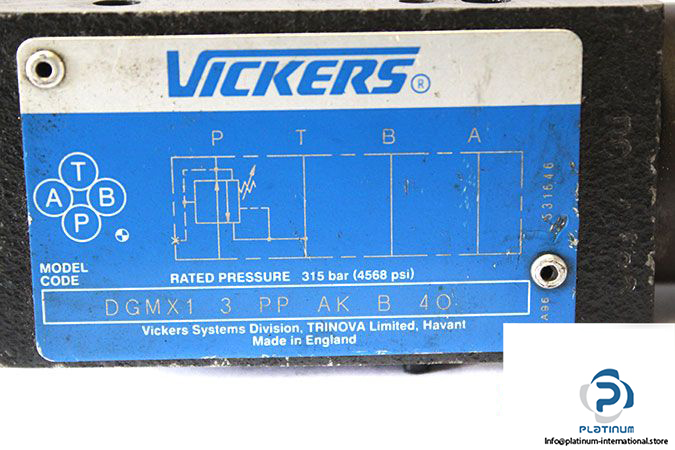 VICKERS ®
P T B A
T
A B
P
531646
MODEL
CODE
RATED PRESSURE 315 bar (4568 psi)
DGMX1 3 PP AK B 40
A96
Vickers Systems Division, TRINOVA Limited, Havant
Made in England
P
PLATINUM
Info@platinum-international.store